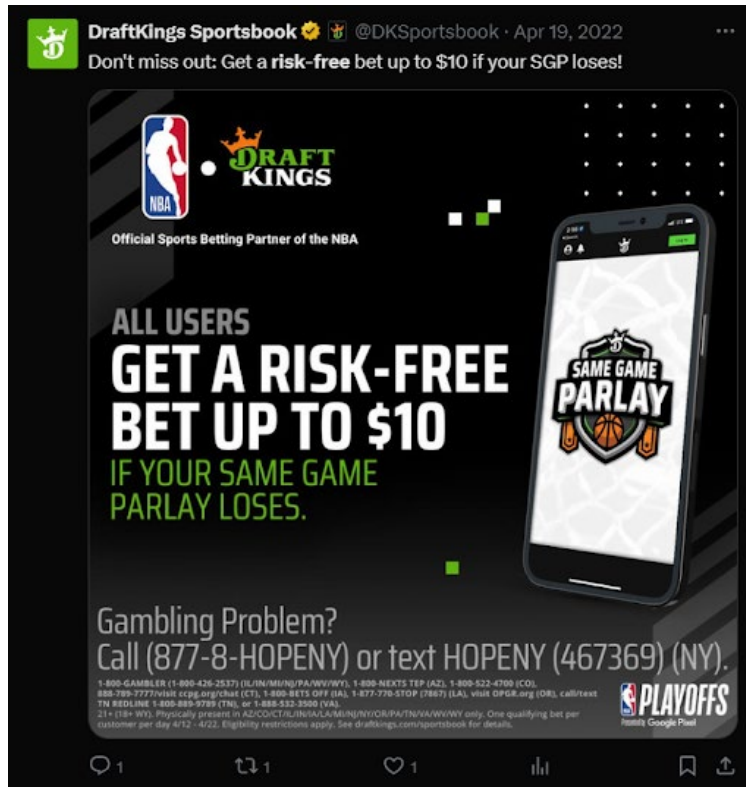 DraftKings Sportsbook @DKSportsbook · Apr 19, 2022
Don't miss out: Get a risk-free bet up to $10 if your SGP loses!
NBA
DRAFT
KINGS
Official Sports Betting Partner of the NBA
ALL USERS
GET A RISK-FREE
BET UP TO $10
IF YOUR SAME GAME
PARLAY LOSES.
SAME GAME
PARLAY
Gambling Problem?
Call (877-8-HOPENY) or text HOPENY (467369) (NY).
1-800-GAMBLER (1-800-426-2537) (IL/IN/MI/NJ/PA/WV/WY), 1-800-NEXTS TEP (AZ), 1-800-522-4700 (CO),
888-789-7777/visit ccpg.org/chat (CT), 1-800-BETS OFF (IA), 1-877-770-STOP (7867) (LA), visit OPGR.org (OR), call/text
TN REDLINE 1-800-889-9789 (TN), or 1-888-532-3500 (VA).
21+ (18+ WY). Physically present in AZ/CO/CT/IL/IN/IA/LA/MI/NJ/NY/OR/PA/TN/VA/WV/WY only. One qualifying bet per
customer per day 4/12 - 4/22. Eligibility restrictions apply. See draftkings.com/sportsbook for details.
PLAYOFFS
Presented by Google Pixel
1
1
1